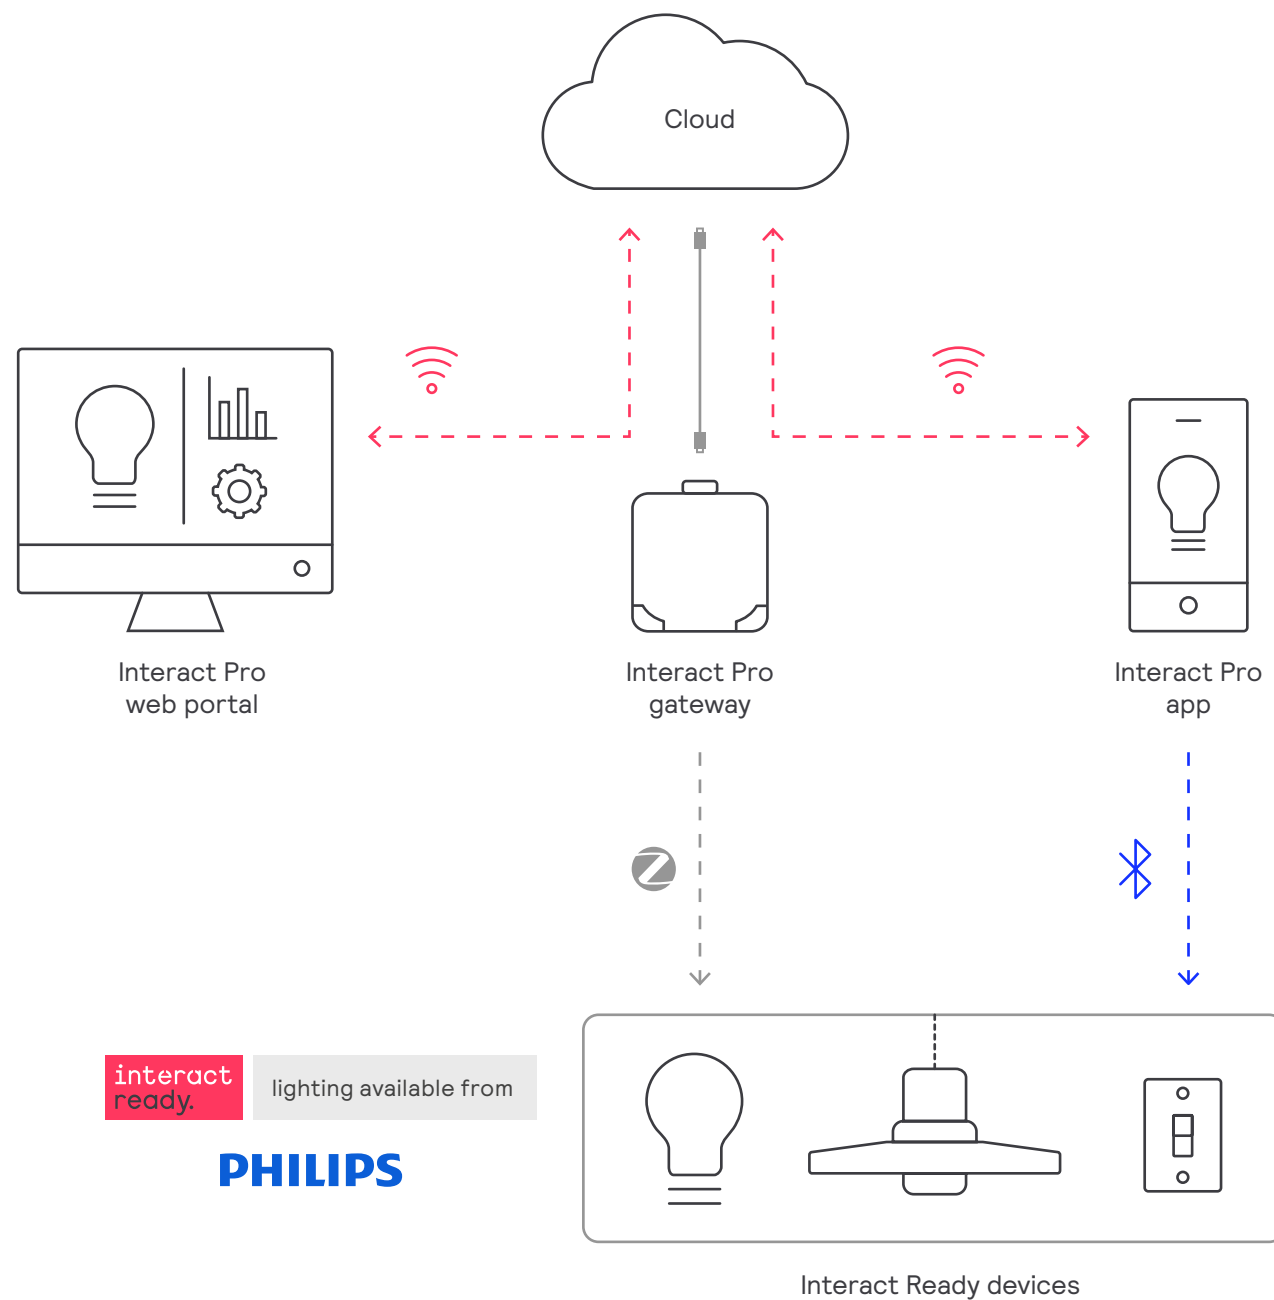 Cloud
Interact Pro
web portal
Interact Pro
gateway
Interact Pro
app
interact
ready.
lighting available from
PHILIPS
Interact Ready devices